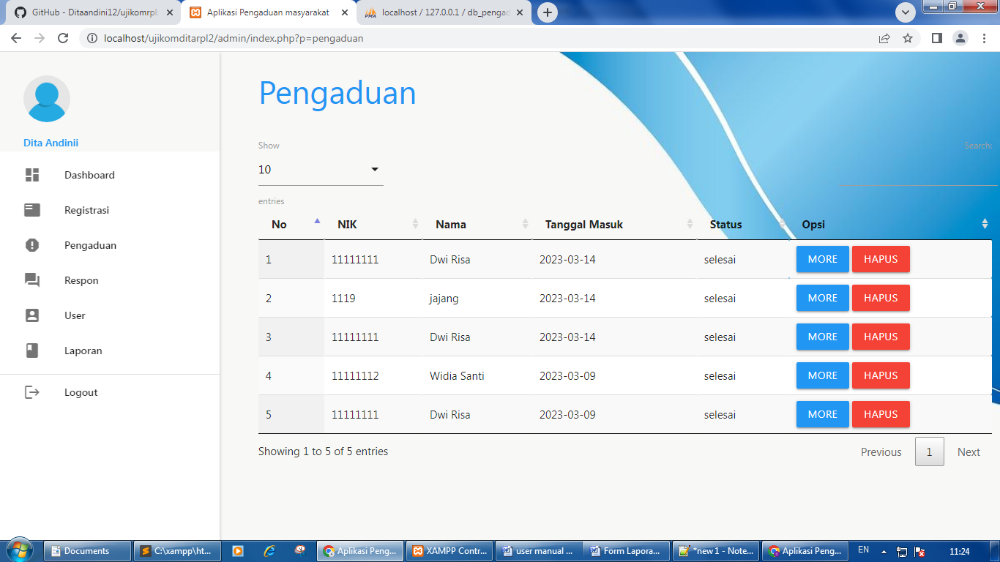 GitHub - Ditaandini12/ujikomrpl
Aplikasi Pengaduan masyarakat
localhost / 127.0.0.1 / db_pengad
localhost/ujikomditarpl2/admin/index.php?p=pengaduan
Dita Andinii
Dashboard
Registrasi
Pengaduan
Respon
User
Laporan
Logout
Pengaduan
Show
Search:
10
entries
No NIK Nama Tanggal Masuk Status Opsi
1 11111111 Dwi Risa 2023-03-14 selesai MORE HAPUS
2 1119 jajang 2023-03-14 selesai MORE HAPUS
3 11111111 Dwi Risa 2023-03-14 selesai MORE HAPUS
4 11111112 Widia Santi 2023-03-09 selesai MORE HAPUS
5 11111111 Dwi Risa 2023-03-09 selesai MORE HAPUS
Showing 1 to 5 of 5 entries
Previous 1 Next
Documents
C:\xampp\ht...
Aplikasi Peng...
XAMPP Contr...
user manual ...
Form Lapora...
*new 1 - Note...
Aplikasi Peng...
EN
11:24